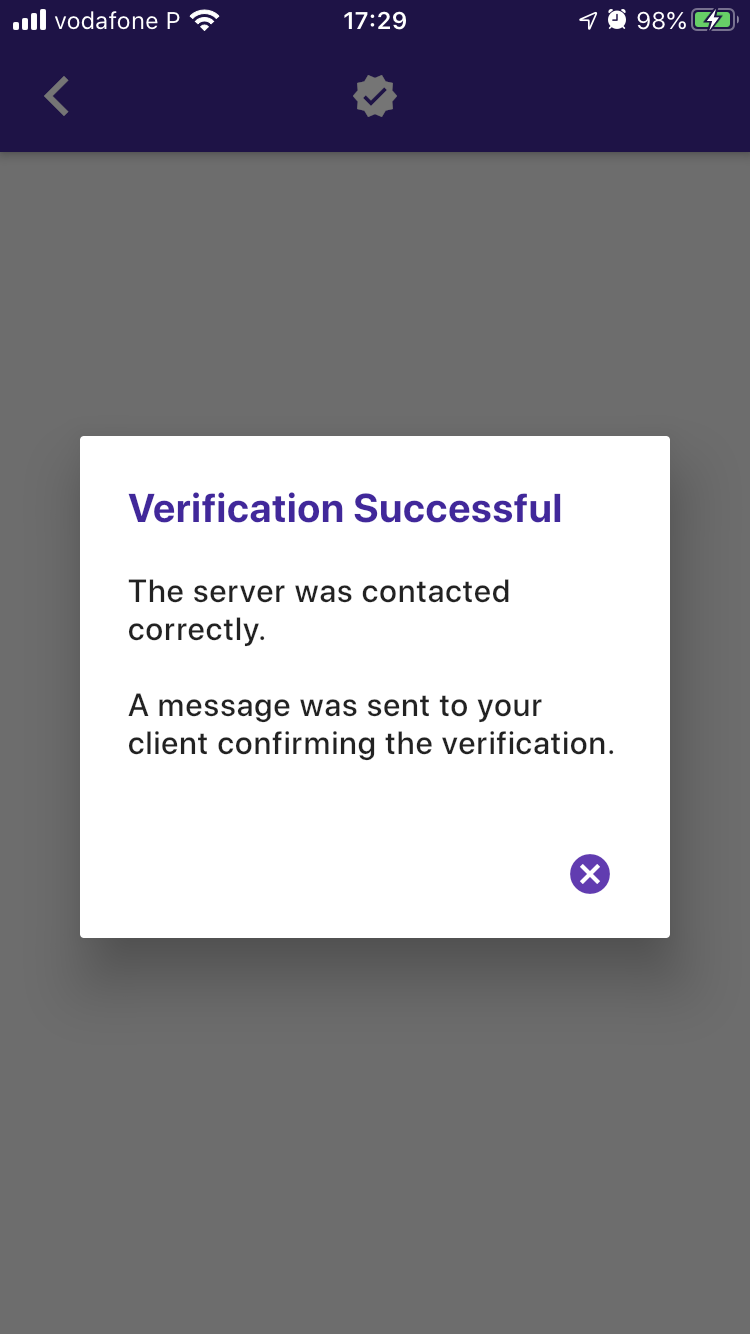 vodafone P 17:29 98%
Verification Successful
The server was contacted
correctly.
A message was sent to your
client confirming the verification.